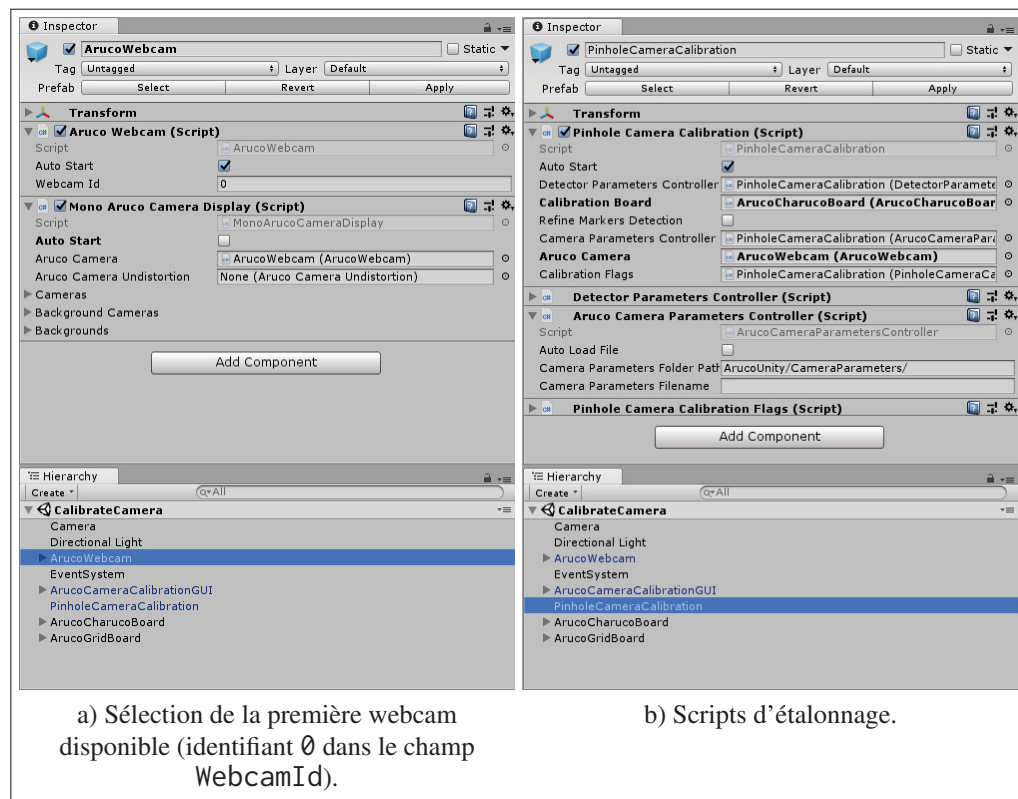 Inspector
ArucoWebcam
Static
Tag Untagged Layer Default
Prefab Select Revert Apply
Transform
Aruco Webcam (Script)
Script ArucoWebcam
Auto Start
Webcam Id 0
Mono Aruco Camera Display (Script)
Script MonoArucoCameraDisplay
Auto Start
Aruco Camera ArucoWebcam (ArucoWebcam)
Aruco Camera Undistortion None (Aruco Camera Undistortion)
Cameras
Background Cameras
Backgrounds
Add Component
Hierarchy
Create All
CalibrateCamera
Camera
Directional Light
ArucoWebcam
EventSystem
ArucoCameraCalibrationGUI
PinholeCameraCalibration
ArucoCharucoBoard
ArucoGridBoard
a) Sélection de la première webcam
disponible (identifiant 0 dans le champ
WebcamId).
Inspector
PinholeCameraCalibration
Static
Tag Untagged Layer Default
Prefab Select Revert Apply
Transform
Pinhole Camera Calibration (Script)
Script PinholeCameraCalibration
Auto Start
Detector Parameters Controller PinholeCameraCalibration (DetectorParamete
Calibration Board ArucoCharucoBoard (ArucoCharucoBoar
Refine Markers Detection
Camera Parameters Controller PinholeCameraCalibration (ArucoCameraPara
Aruco Camera ArucoWebcam (ArucoWebcam)
Calibration Flags PinholeCameraCalibration (PinholeCameraCa
Detector Parameters Controller (Script)
Aruco Camera Parameters Controller (Script)
Script ArucoCameraParametersController
Auto Load File
Camera Parameters Folder Path ArucoUnity/CameraParameters/
Camera Parameters Filename
Pinhole Camera Calibration Flags (Script)
Add Component
Hierarchy
Create All
CalibrateCamera
Camera
Directional Light
ArucoWebcam
EventSystem
ArucoCameraCalibrationGUI
PinholeCameraCalibration
ArucoCharucoBoard
ArucoGridBoard
b) Scripts d'étalonnage.